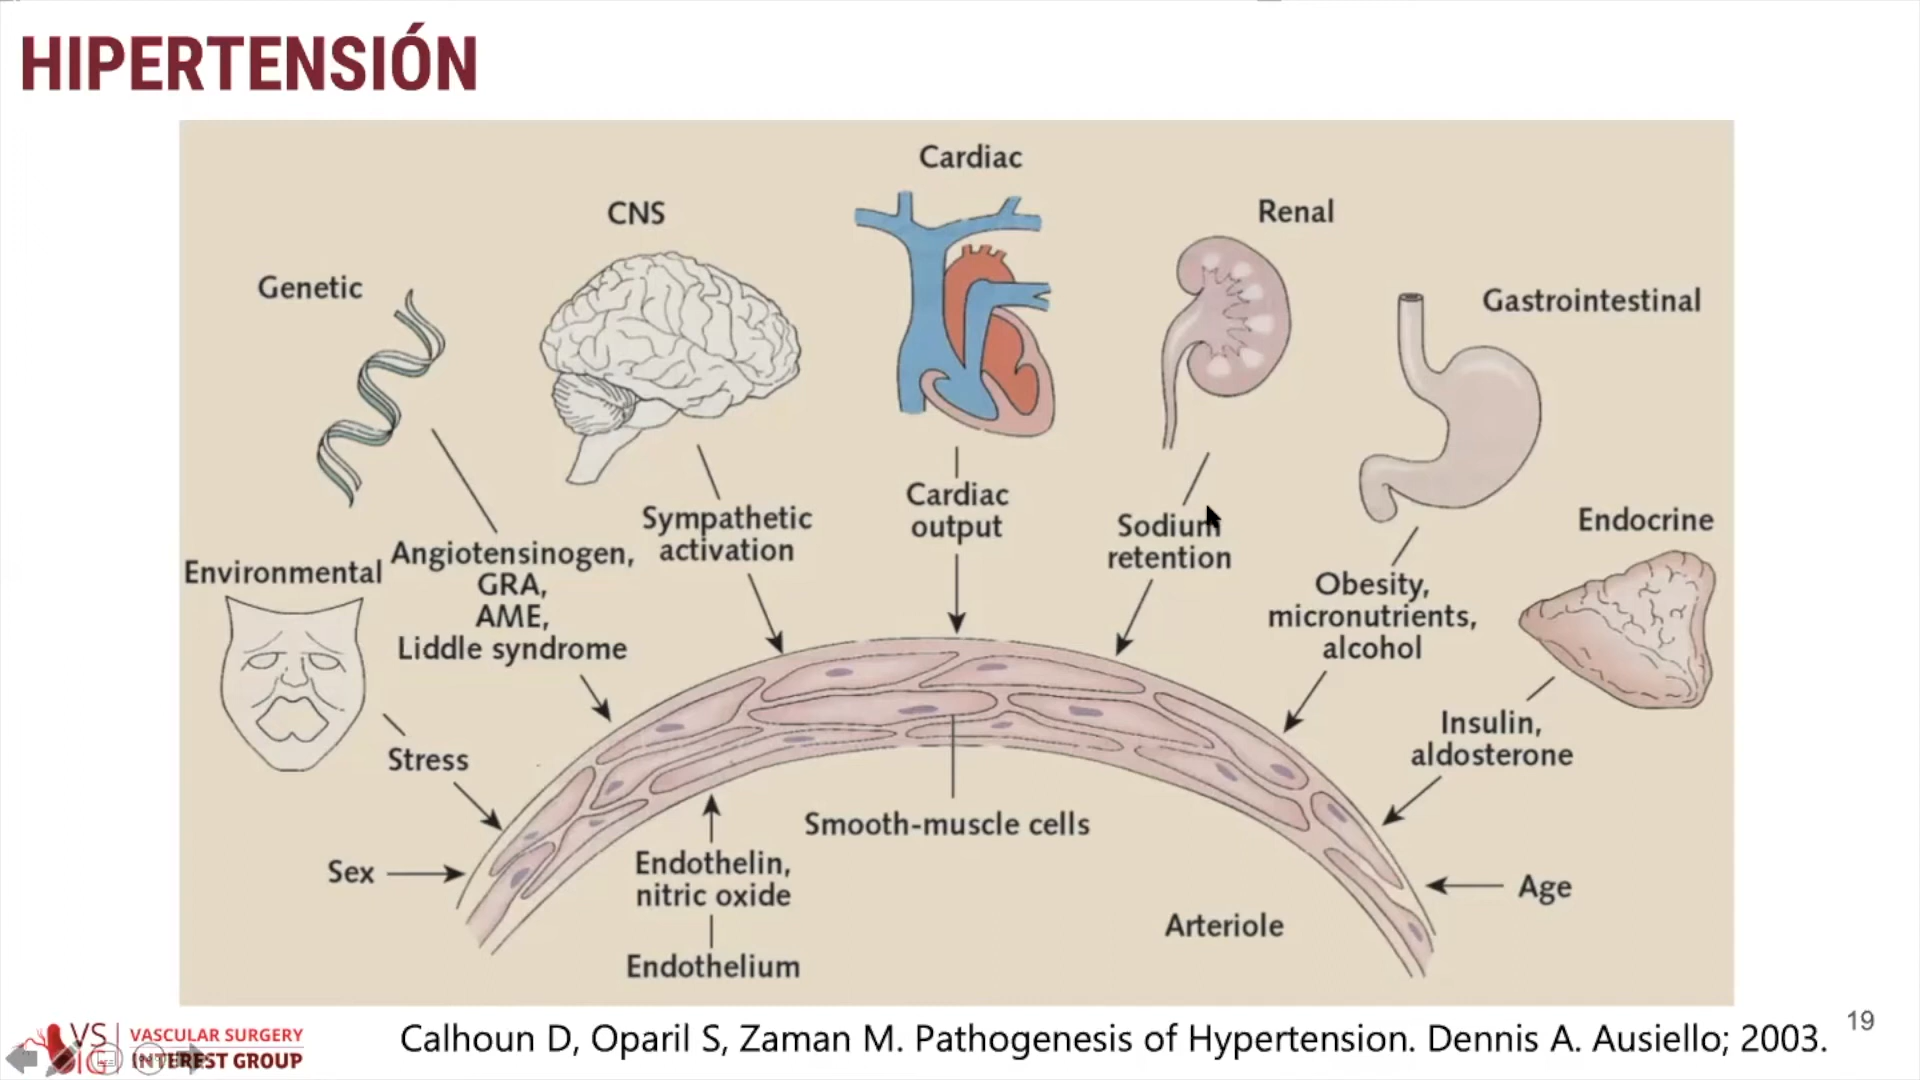 HIPERTENSIÓN
Cardiac
CNS
Renal
Genetic
Gastrointestinal
Cardiac
output
Sympathetic
activation
Sodium
retention
Endocrine
Environmental
Angiotensinogen,
GRA,
AME,
Liddle syndrome
Obesity,
micronutrients,
alcohol
Stress
Insulin,
aldosterone
Smooth-muscle cells
Sex
Endothelin,
nitric oxide
Endothelium
Age
Arteriole
VS
IG
VASCULAR SURGERY
INTEREST GROUP
Calhoun D, Oparil S, Zaman M. Pathogenesis of Hypertension. Dennis A. Ausiello; 2003.
19